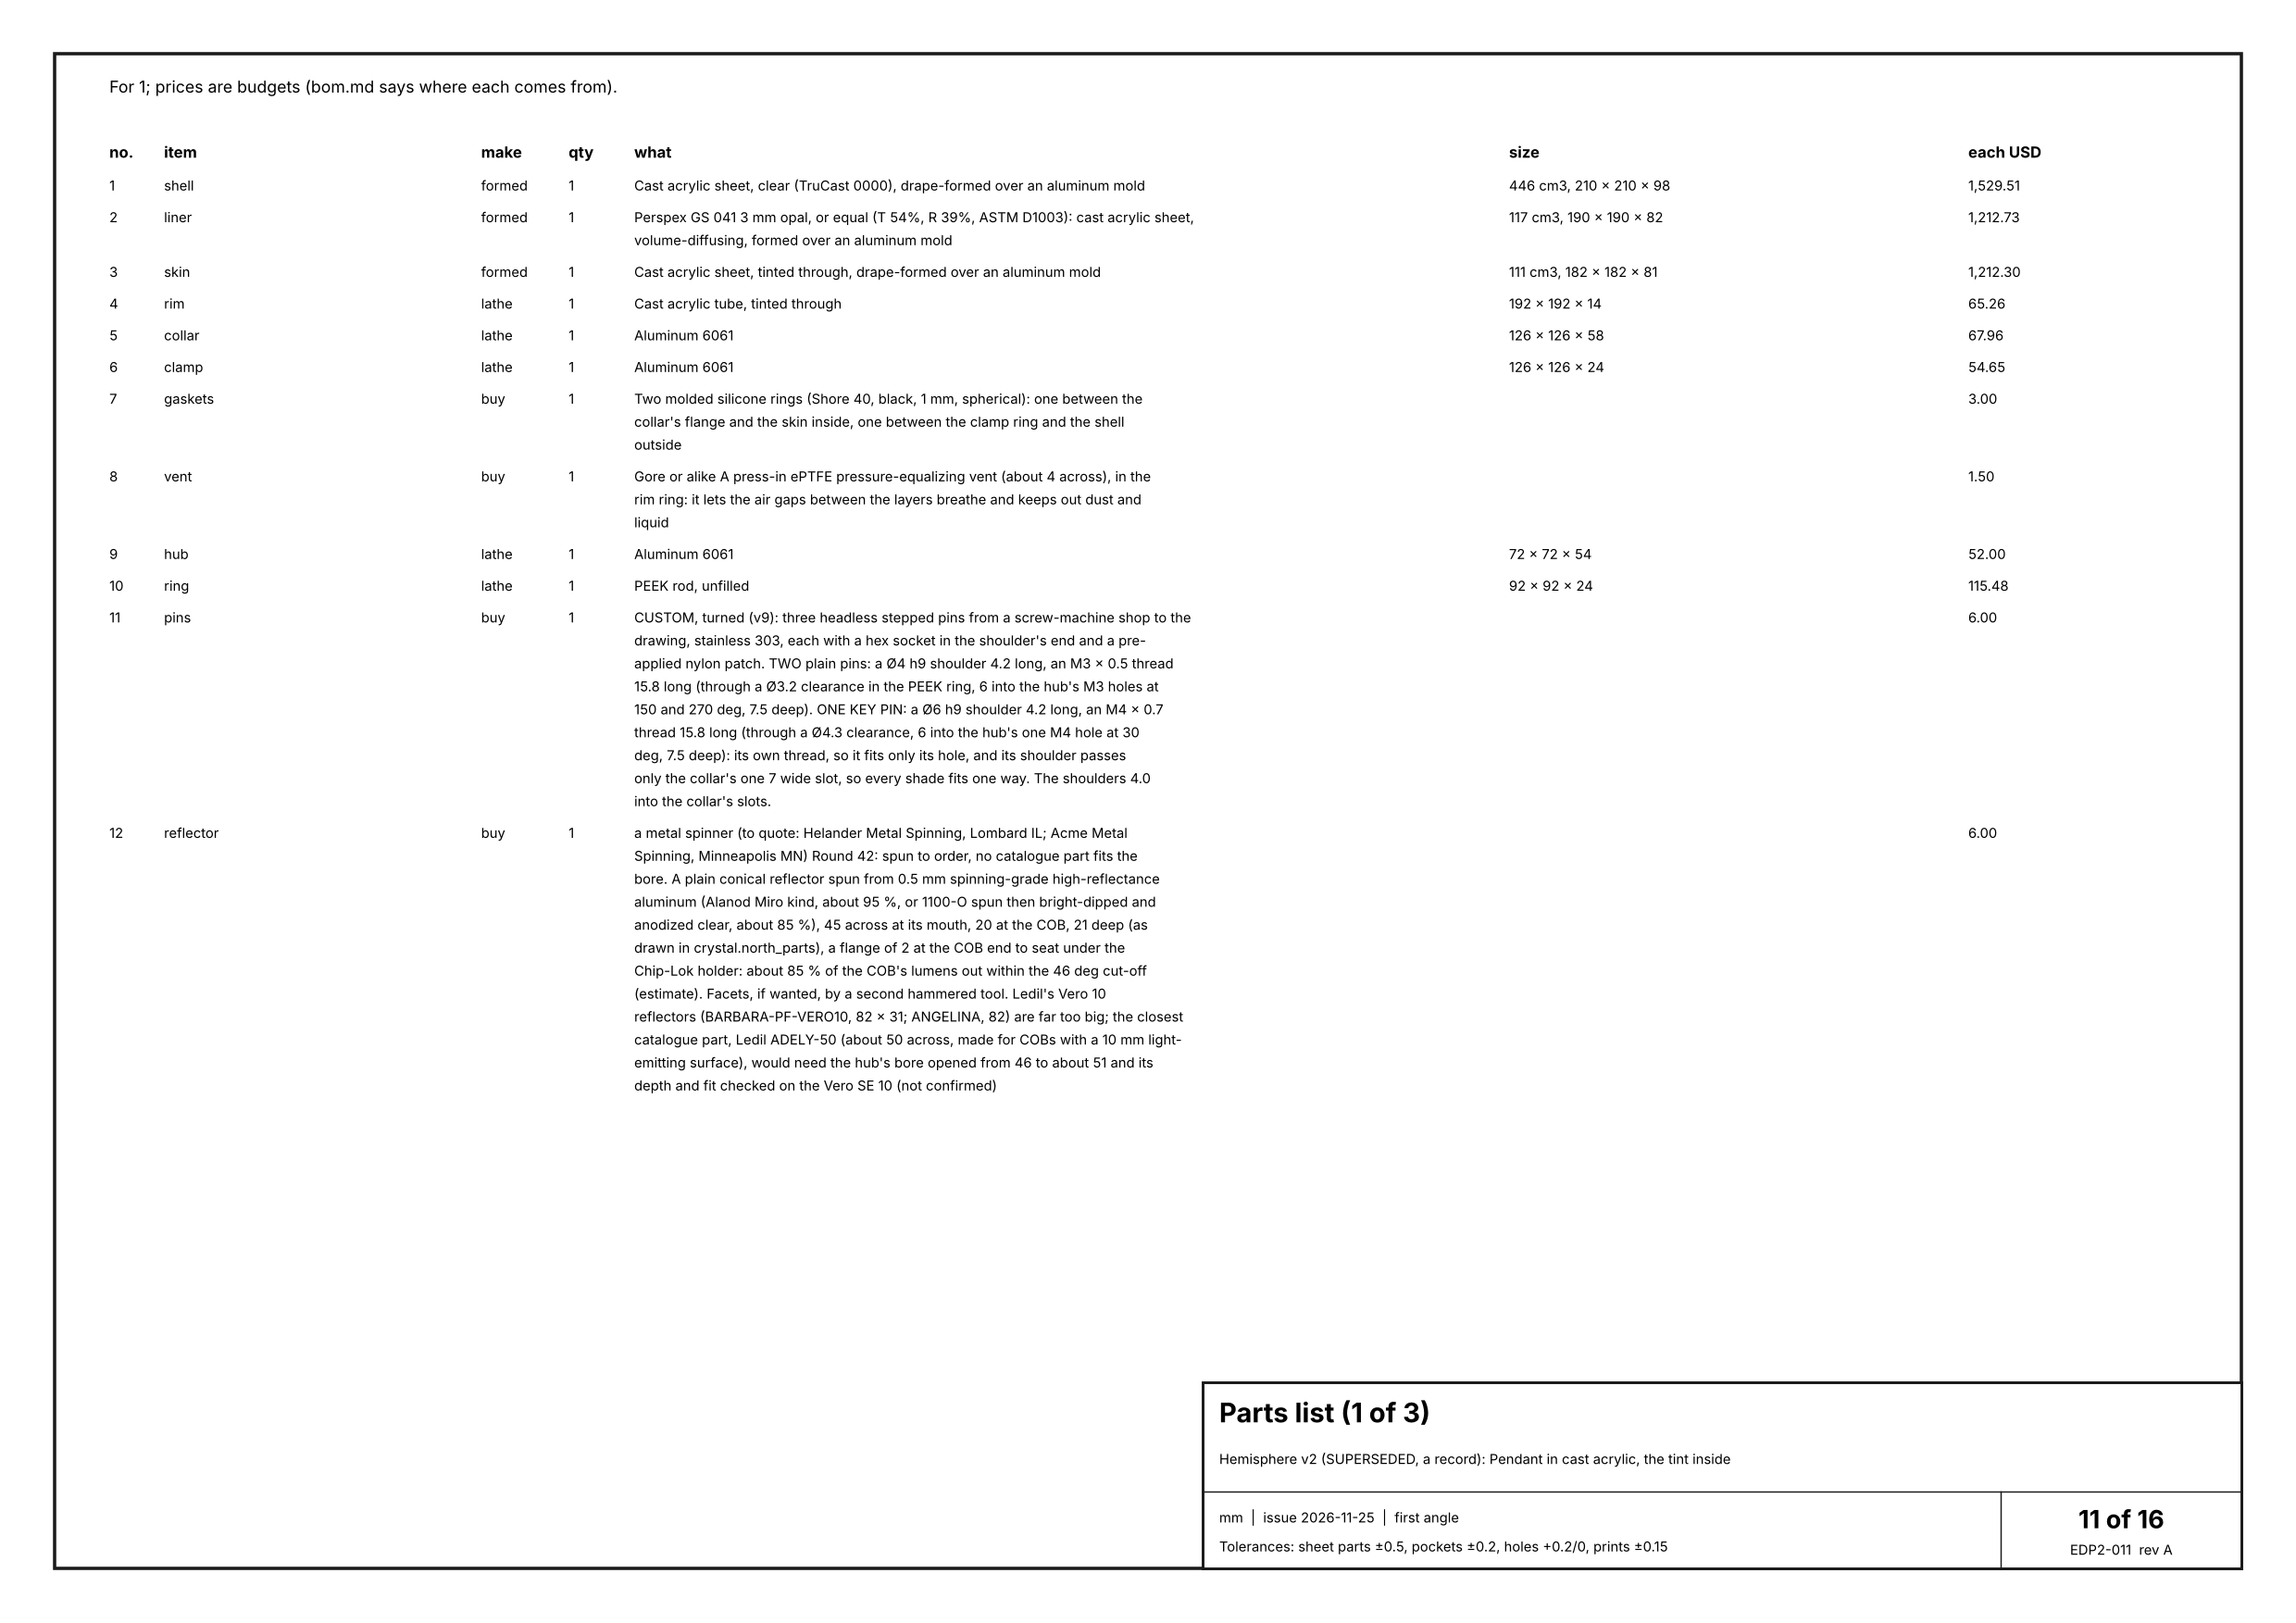 For 1; prices are budgets (bom.md says where each comes from).
no. item make qty what size each USD
1 shell formed 1 Cast acrylic sheet, clear (TruCast 0000), drape-formed over an aluminum mold 446 cm3, 210 × 210 × 98 1,529.51
2 liner formed 1 Perspex GS 041 3 mm opal, or equal (T 54%, R 39%, ASTM D1003): cast acrylic sheet, 117 cm3, 190 × 190 × 82 1,212.73
volume-diffusing, formed over an aluminum mold
3 skin formed 1 Cast acrylic sheet, tinted through, drape-formed over an aluminum mold 111 cm3, 182 × 182 × 81 1,212.30
4 rim lathe 1 Cast acrylic tube, tinted through 192 × 192 × 14 65.26
5 collar lathe 1 Aluminum 6061 126 × 126 × 58 67.96
6 clamp lathe 1 Aluminum 6061 126 × 126 × 24 54.65
7 gaskets buy 1 Two molded silicone rings (Shore 40, black, 1 mm, spherical): one between the 3.00
collar's flange and the skin inside, one between the clamp ring and the shell
outside
8 vent buy 1 Gore or alike A press-in ePTFE pressure-equalizing vent (about 4 across), in the 1.50
rim ring: it lets the air gaps between the layers breathe and keeps out dust and
liquid
9 hub lathe 1 Aluminum 6061 72 × 72 × 54 52.00
10 ring lathe 1 PEEK rod, unfilled 92 × 92 × 24 115.48
11 pins buy 1 CUSTOM, turned (v9): three headless stepped pins from a screw-machine shop to the 6.00
drawing, stainless 303, each with a hex socket in the shoulder's end and a pre-
applied nylon patch. TWO plain pins: a Ø4 h9 shoulder 4.2 long, an M3 × 0.5 thread
15.8 long (through a Ø3.2 clearance in the PEEK ring, 6 into the hub's M3 holes at
150 and 270 deg, 7.5 deep). ONE KEY PIN: a Ø6 h9 shoulder 4.2 long, an M4 × 0.7
thread 15.8 long (through a Ø4.3 clearance, 6 into the hub's one M4 hole at 30
deg, 7.5 deep): its own thread, so it fits only its hole, and its shoulder passes
only the collar's one 7 wide slot, so every shade fits one way. The shoulders 4.0
into the collar's slots.
12 reflector buy 1 a metal spinner (to quote: Helander Metal Spinning, Lombard IL; Acme Metal 6.00
Spinning, Minneapolis MN) Round 42: spun to order, no catalogue part fits the
bore. A plain conical reflector spun from 0.5 mm spinning-grade high-reflectance
aluminum (Alanod Miro kind, about 95 %, or 1100-O spun then bright-dipped and
anodized clear, about 85 %), 45 across at its mouth, 20 at the COB, 21 deep (as
drawn in crystal.north_parts), a flange of 2 at the COB end to seat under the
Chip-Lok holder: about 85 % of the COB's lumens out within the 46 deg cut-off
(estimate). Facets, if wanted, by a second hammered tool. Ledil's Vero 10
reflectors (BARBARA-PF-VERO10, 82 × 31; ANGELINA, 82) are far too big; the closest
catalogue part, Ledil ADELY-50 (about 50 across, made for COBs with a 10 mm light-
emitting surface), would need the hub's bore opened from 46 to about 51 and its
depth and fit checked on the Vero SE 10 (not confirmed)
Parts list (1 of 3)
Hemisphere v2 (SUPERSEDED, a record): Pendant in cast acrylic, the tint inside
mm | issue 2026-11-25 | first angle
Tolerances: sheet parts ±0.5, pockets ±0.2, holes +0.2/0, prints ±0.15
11 of 16
EDP2-011 rev A